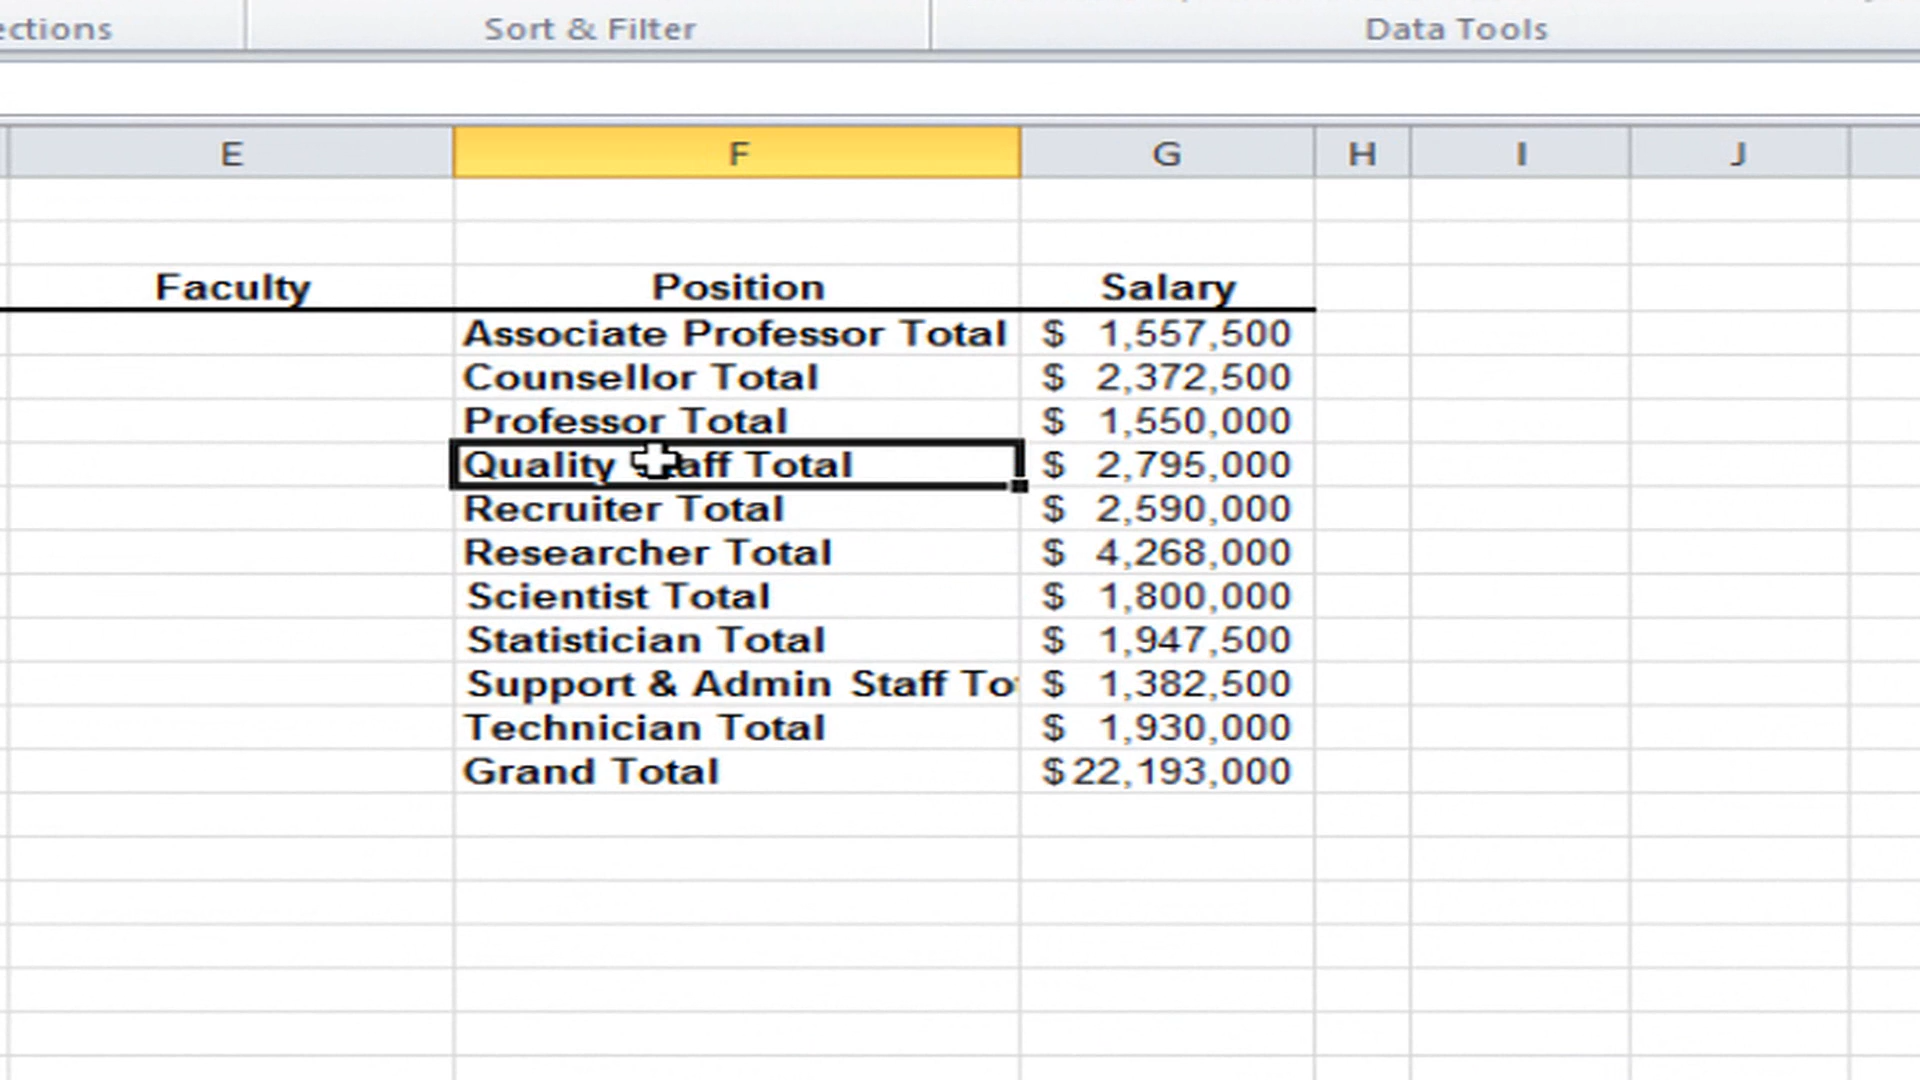 ections Sort & Filter Data Tools
E F G H I J
Faculty Position Salary
Associate Professor Total $ 1,557,500
Counsellor Total $ 2,372,500
Professor Total $ 1,550,000
Quality Staff Total $ 2,795,000
Recruiter Total $ 2,590,000
Researcher Total $ 4,268,000
Scientist Total $ 1,800,000
Statistician Total $ 1,947,500
Support & Admin Staff Tot $ 1,382,500
Technician Total $ 1,930,000
Grand Total $22,193,000